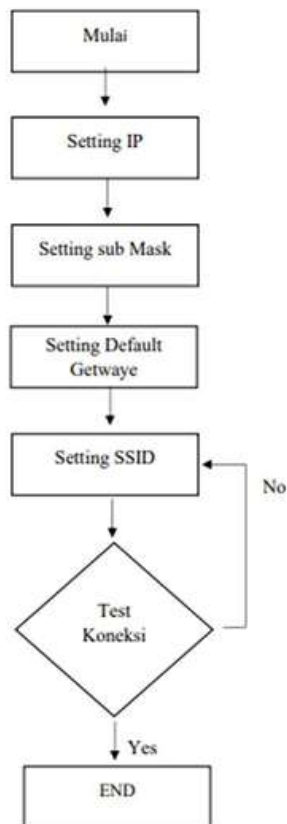 Mulai
Setting IP
Setting sub Mask
Setting Default
Getwaye
Setting SSID
No
Test
Koneksi
Yes
END